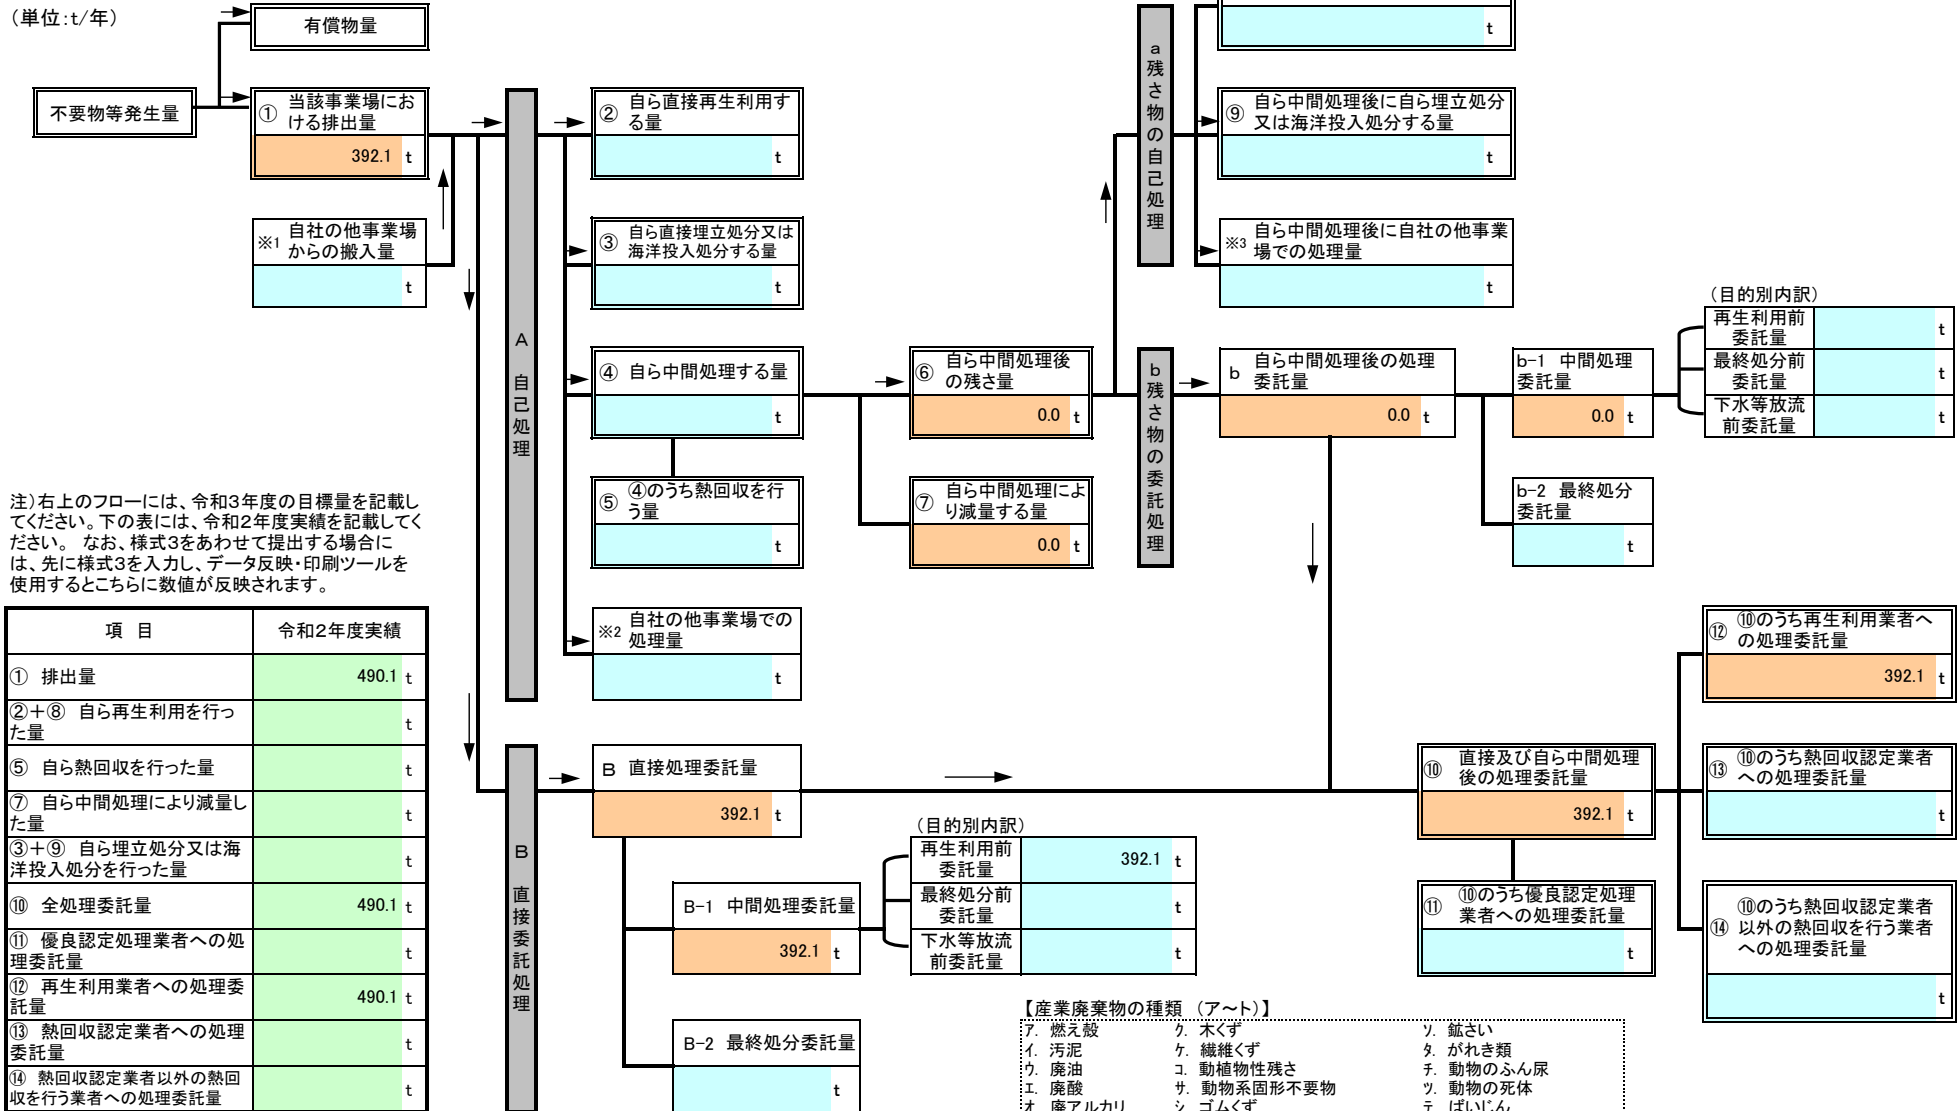 （単位：t/年）
有償物量
不要物等発生量
① 当該事業場にお
ける排出量
392.1 t
※1 自社の他事業場
からの搬入量
t
A 自己処理
② 自ら直接再生利用す
る量
t
③ 自ら直接埋立処分又は
海洋投入処分する量
t
④ 自ら中間処理する量
t
⑤ ④のうち熱回収を行
う量
t
※2 自社の他事業場での
処理量
t
⑥ 自ら中間処理後
の残さ量
0.0 t
⑦ 自ら中間処理によ
り減量する量
0.0 t
a 残さ物の自己処理
t
⑨ 自ら中間処理後に自ら埋立処分
又は海洋投入処分する量
t
※3 自ら中間処理後に自社の他事業
場での処理量
t
b 残さ物の委託処理
b 自ら中間処理後の処理
委託量
0.0 t
b-1 中間処理
委託量
0.0 t
（目的別内訳）
再生利用前
委託量
t
最終処分前
委託量
t
下水等放流
前委託量
t
b-2 最終処分
委託量
t
注）右上のフローには、令和３年度の目標量を記載し
てください。下の表には、令和２年度実績を記載してく
ださい。 なお、様式３をあわせて提出する場合に
は、先に様式３を入力し、データ反映・印刷ツールを
使用するとこちらに数値が反映されます。
項 目 令和２年度実績
① 排出量 490.1 t
②＋⑧ 自ら再生利用を行っ
た量 t
⑤ 自ら熱回収を行った量 t
⑦ 自ら中間処理により減量し
た量 t
③＋⑨ 自ら埋立処分又は海
洋投入処分を行った量 t
⑩ 全処理委託量 490.1 t
⑪ 優良認定処理業者への処
理委託量 t
⑫ 再生利用業者への処理委
託量 490.1 t
⑬ 熱回収認定業者への処理
委託量 t
⑭ 熱回収認定業者以外の熱回
収を行う業者への処理委託量 t
B 直接委託処理
B 直接処理委託量
392.1 t
B-1 中間処理委託量
392.1 t
B-2 最終処分委託量
t
（目的別内訳）
再生利用前
委託量
392.1 t
最終処分前
委託量
t
下水等放流
前委託量
t
⑩ 直接及び自ら中間処理
後の処理委託量
392.1 t
⑪ ⑩のうち優良認定処理
業者への処理委託量
t
⑫ ⑩のうち再生利用業者へ
の処理委託量
392.1 t
⑬ ⑩のうち熱回収認定業者
への処理委託量
t
⑭ ⑩のうち熱回収認定業者
以外の熱回収を行う業者
への処理委託量
t
【産業廃棄物の種類 （ア～ト）】
ア. 燃え殻 ク. 木くず ソ. 鉱さい
イ. 汚泥 ケ. 繊維くず タ. がれき類
ウ. 廃油 コ. 動植物性残さ チ. 動物のふん尿
エ. 廃酸 サ. 動物系固形不要物 ツ. 動物の死体
オ. 廃アルカリ シ. ゴムくず テ. ばいじん